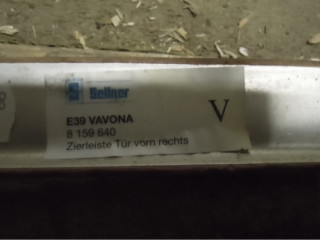 Sellner
E39 VAVONA
V
8 159 640
Zierleiste Tür vorn rechts